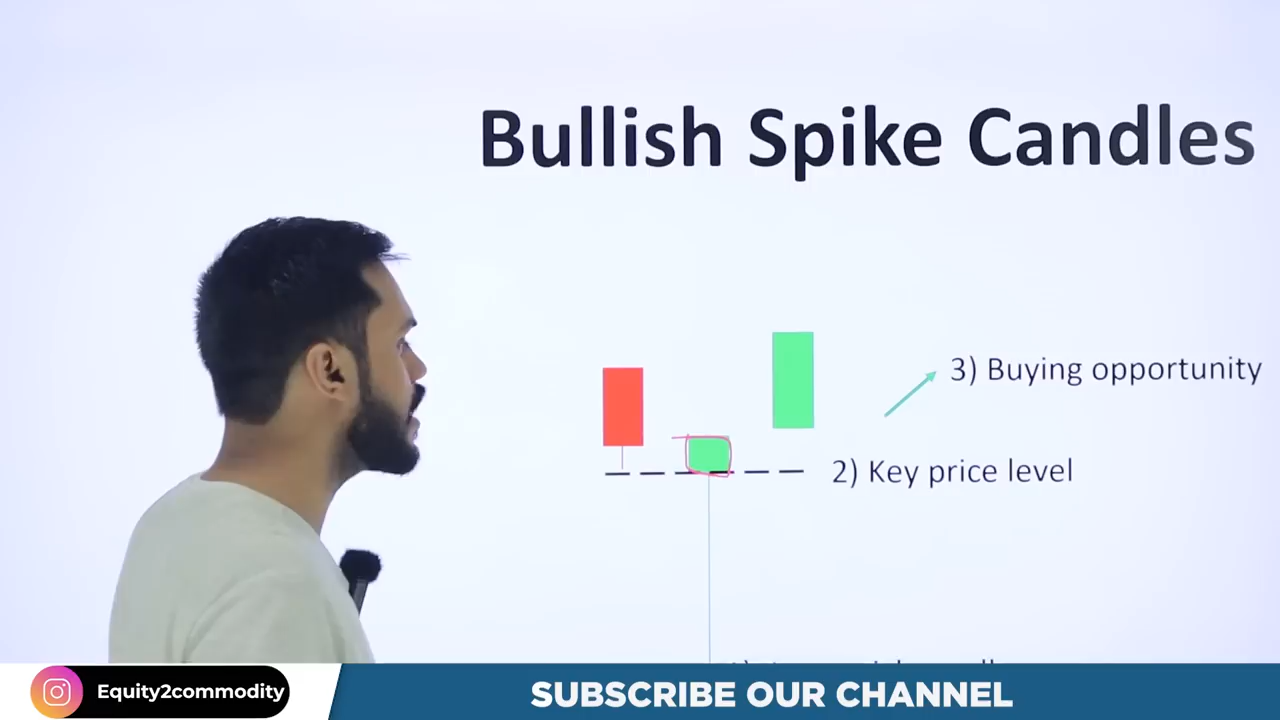 Bullish Spike Candles
3) Buying opportunity
2) Key price level
Equity2commodity
SUBSCRIBE OUR CHANNEL